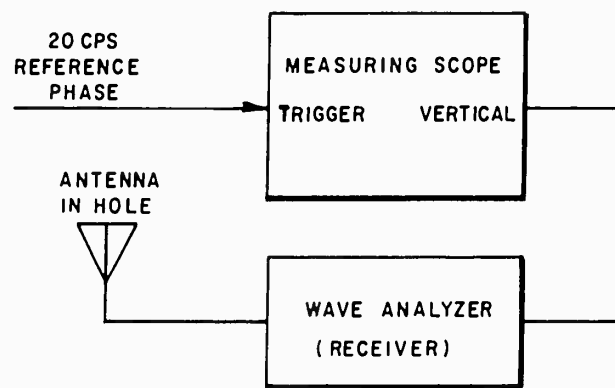 20 CPS
REFERENCE
PHASE
MEASURING SCOPE
TRIGGER VERTICAL
ANTENNA
IN HOLE
WAVE ANALYZER
(RECEIVER)